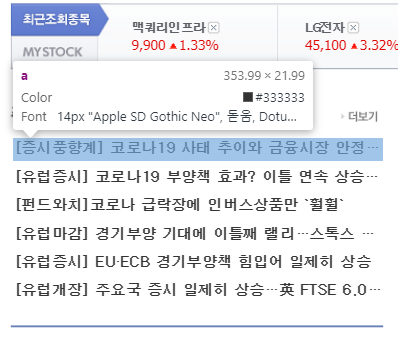 최근조회종목
MY STOCK
맥쿼리인프라
9,900 ▲ 1.33%
LG전자
45,100 ▲ 3.32%
a 353.99 × 21.99
Color #333333
Font 14px "Apple SD Gothic Neo", 돋움, Dotu...
더보기
[증시풍향계] 코로나19 사태 추이와 금융시장 안정…
[유럽증시] 코로나19 부양책 효과? 이틀 연속 상승…
[펀드와치]코로나 급락장에 인버스상품만 `훨훨`
[유럽마감] 경기부양 기대에 이틀째 랠리…스톡스 …
[유럽증시] EU·ECB 경기부양책 힘입어 일제히 상승
[유럽개장] 주요국 증시 일제히 상승…英 FTSE 6.0…